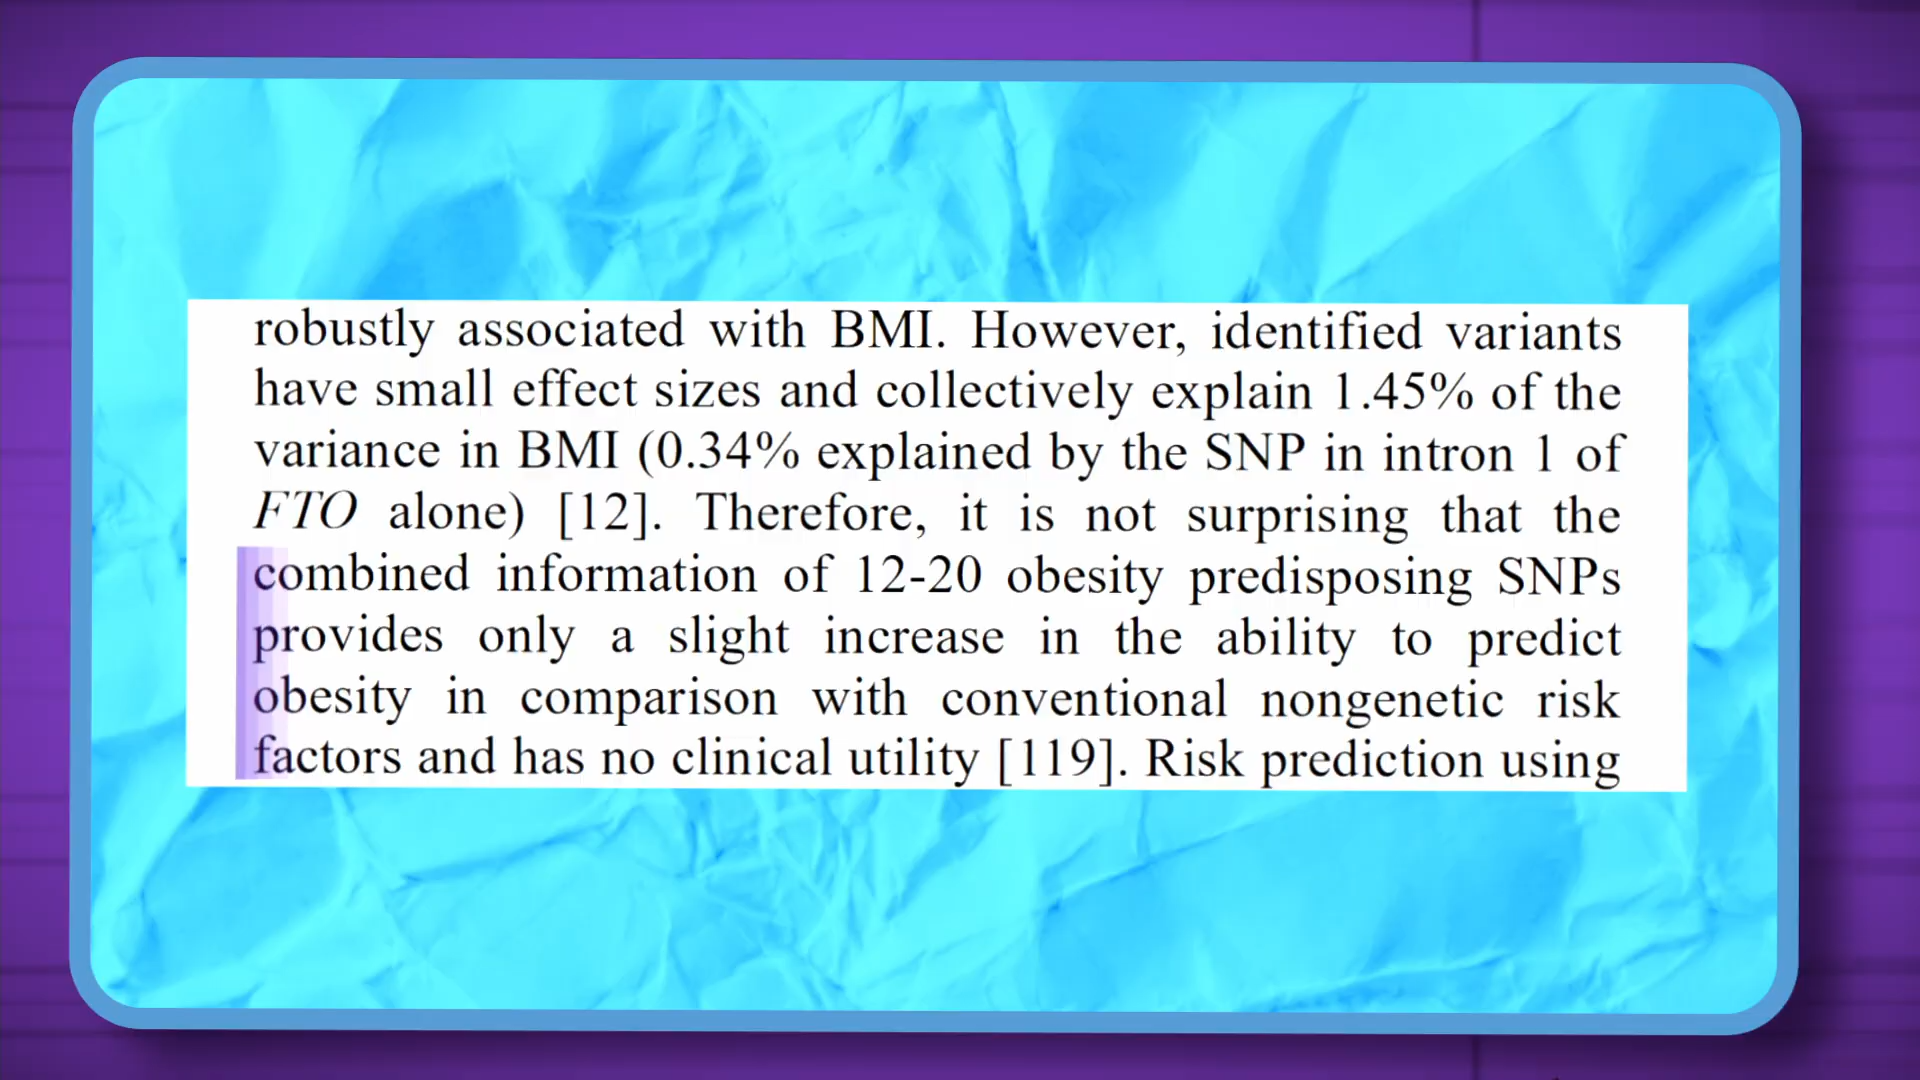 robustly associated with BMI. However, identified variants
have small effect sizes and collectively explain 1.45% of the
variance in BMI (0.34% explained by the SNP in intron 1 of
FTO alone) [12]. Therefore, it is not surprising that the
combined information of 12-20 obesity predisposing SNPs
provides only a slight increase in the ability to predict
obesity in comparison with conventional nongenetic risk
factors and has no clinical utility [119]. Risk prediction using